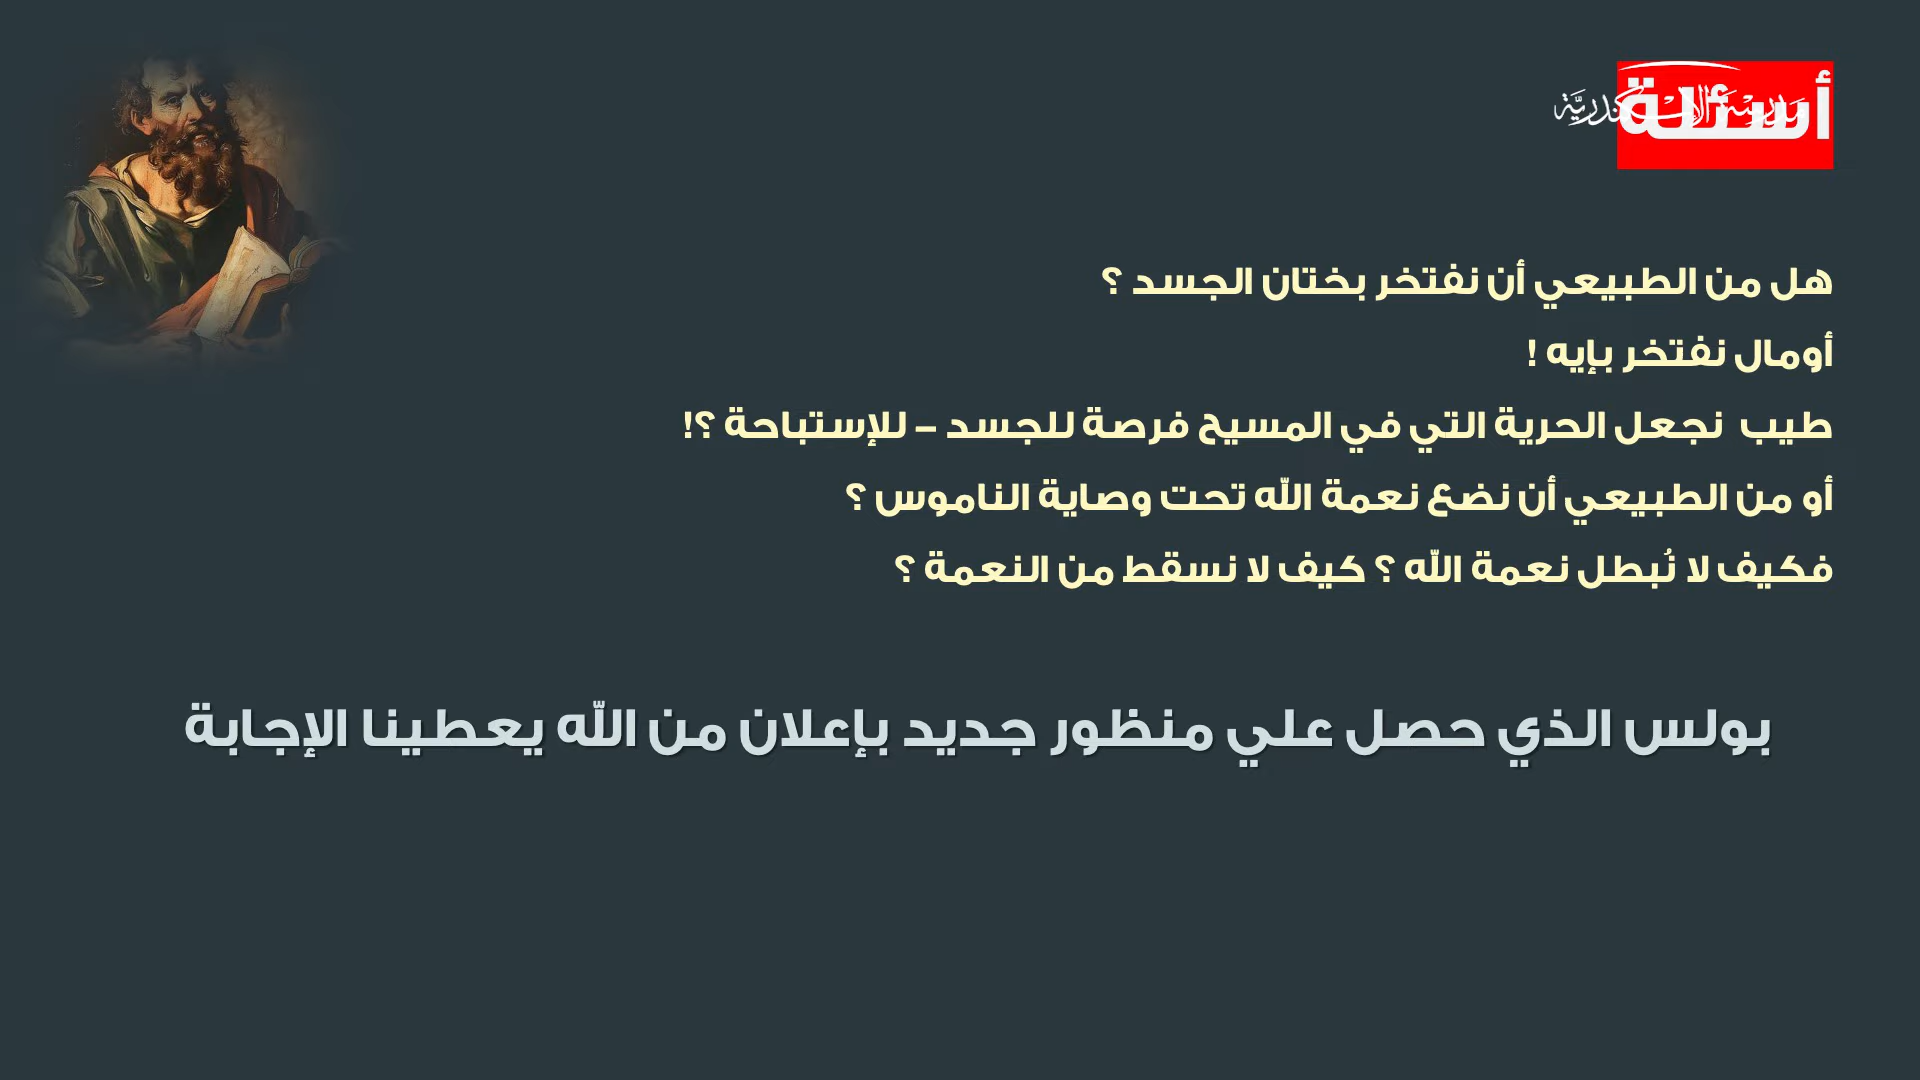 أسئلة
مدرسة الإسكندريَّة
هل من الطبيعي أن نفتخر بختان الجسد ؟
أومال نفتخر بإيه !
طيب نجعل الحرية التي في المسيح فرصة للجسد – للإستباحة ؟!
أو من الطبيعي أن نضع نعمة الله تحت وصاية الناموس ؟
فكيف لا نُبطل نعمة الله ؟ كيف لا نسقط من النعمة ؟
بولس الذي حصل علي منظور جديد بإعلان من الله يعطينا الإجابة